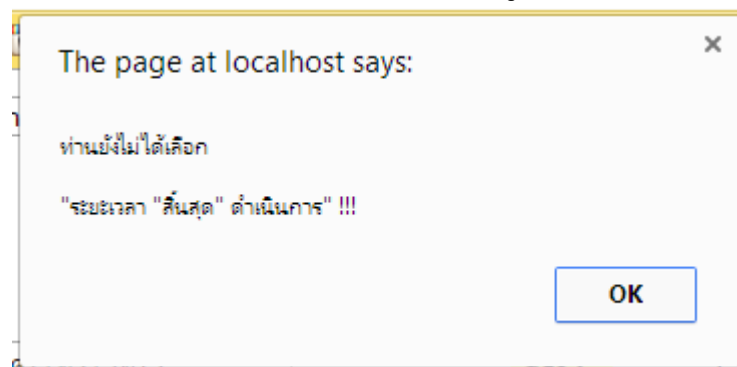 The page at localhost says:
ท่านยังไม่ได้เลือก
"ระยะเวลา "สิ้นสุด" ดำเนินการ" !!!
OK